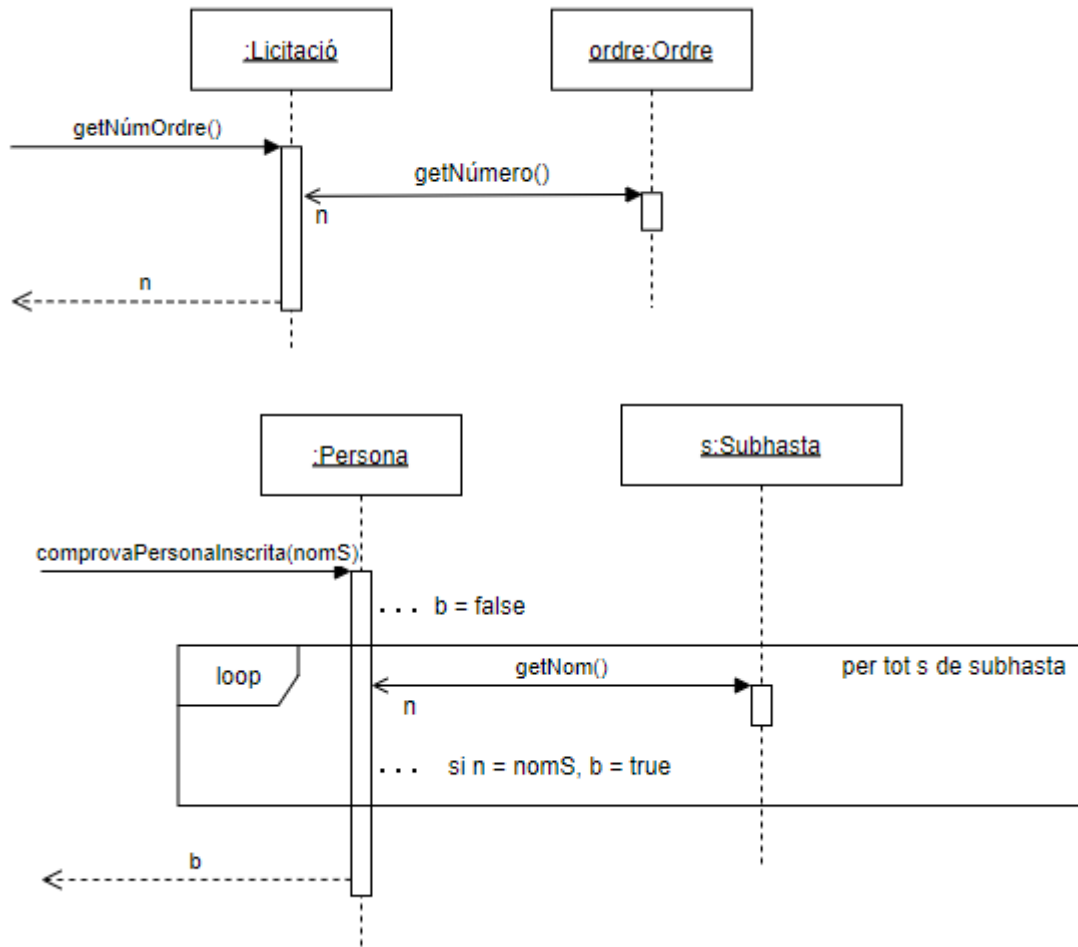 :Licitació
ordre:Ordre
getNúmOrdre()
getNúmero()
n
n
:Persona
s:Subhasta
comprovaPersonaInscrita(nomS)
... b = false
loop
getNom()
per tot s de subhasta
n
... si n = nomS, b = true
b